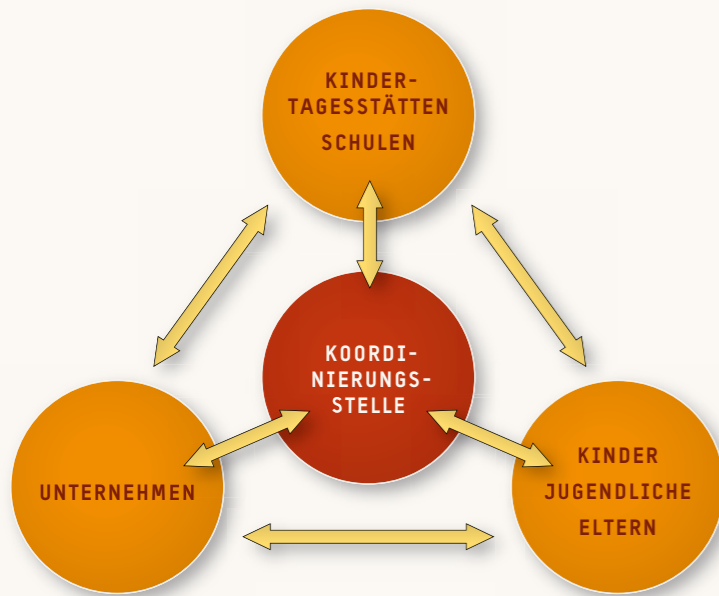 KINDER-
TAGESSTÄTTEN
SCHULEN
KOORDI-
NIERUNGS-
STELLE
UNTERNEHMEN
KINDER
JUGENDLICHE
ELTERN